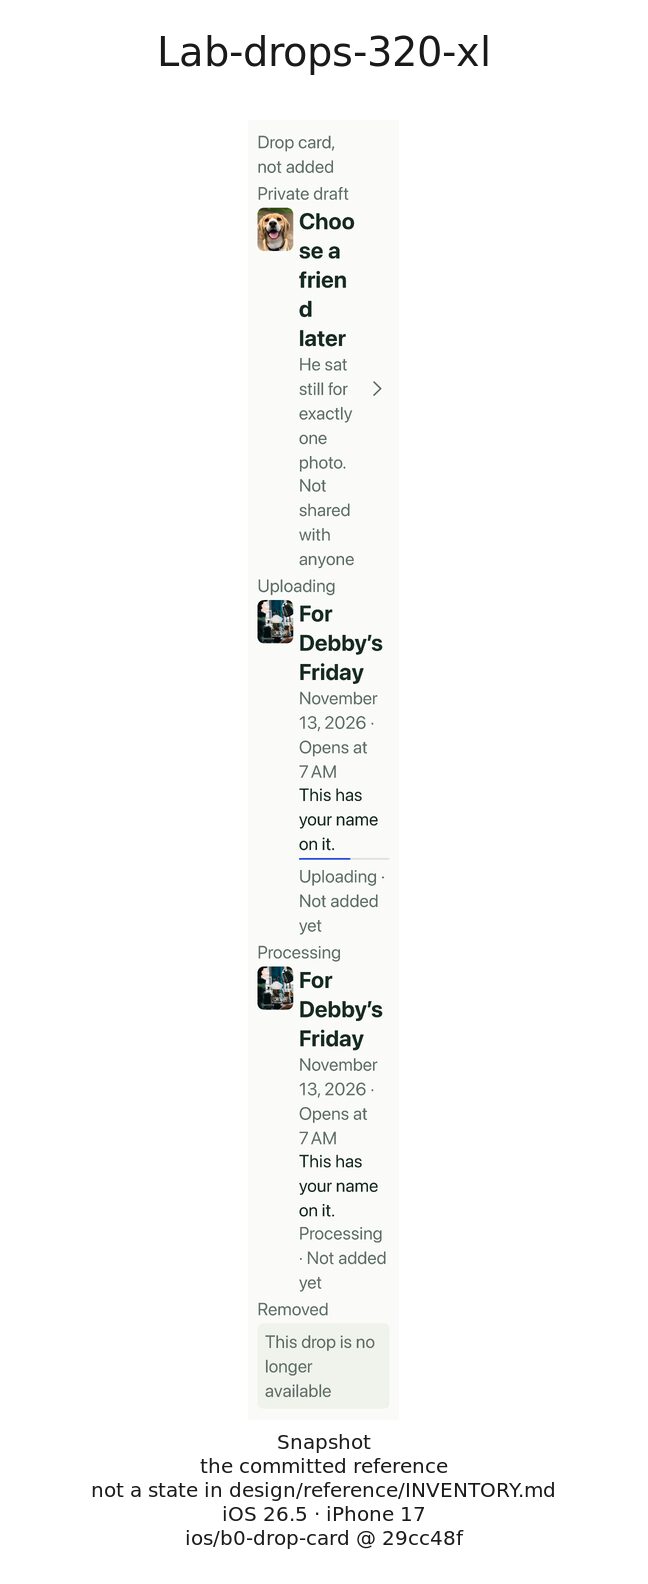 Lab-drops-320-xl
Drop card,
not added
Private draft
Choo
se a
frien
d
later
He sat
still for
exactly
one
photo.
Not
shared
with
anyone
Uploading
For
Debby’s
Friday
November
13, 2026 ·
Opens at
7 AM
This has
your name
on it.
Uploading ·
Not added
yet
Processing
For
Debby’s
Friday
November
13, 2026 ·
Opens at
7 AM
This has
your name
on it.
Processing
· Not added
yet
Removed
This drop is no
longer
available
Snapshot
the committed reference
not a state in design/reference/INVENTORY.md
iOS 26.5 · iPhone 17
ios/b0-drop-card @ 29cc48f